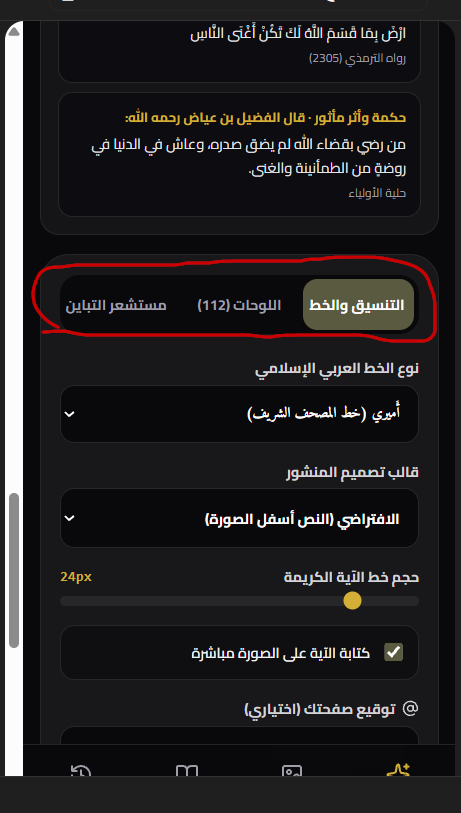 ارْضَ بِمَا قَسَمَ اللَّهُ لَكَ تَكُنْ أَغْنَى النَّاسِ
رواه الترمذي (2305)
حكمة وأثر مأثور · قال الفضيل بن عياض رحمه الله:
من رضي بقضاء الله لم يضق صدره، وعاش في الدنيا في
روضةٍ من الطمأنينة والغنى.
حلية الأولياء
التنسيق والخط
اللوحات (112)
مستشعر التباين
نوع الخط العربي الإسلامي
أميري (خط المصحف الشريف)
قالب تصميم المنشور
الافتراضي (النص أسفل الصورة)
حجم خط الآية الكريمة
24px
كتابة الآية على الصورة مباشرة
@ توقيع صفحتك (اختياري)